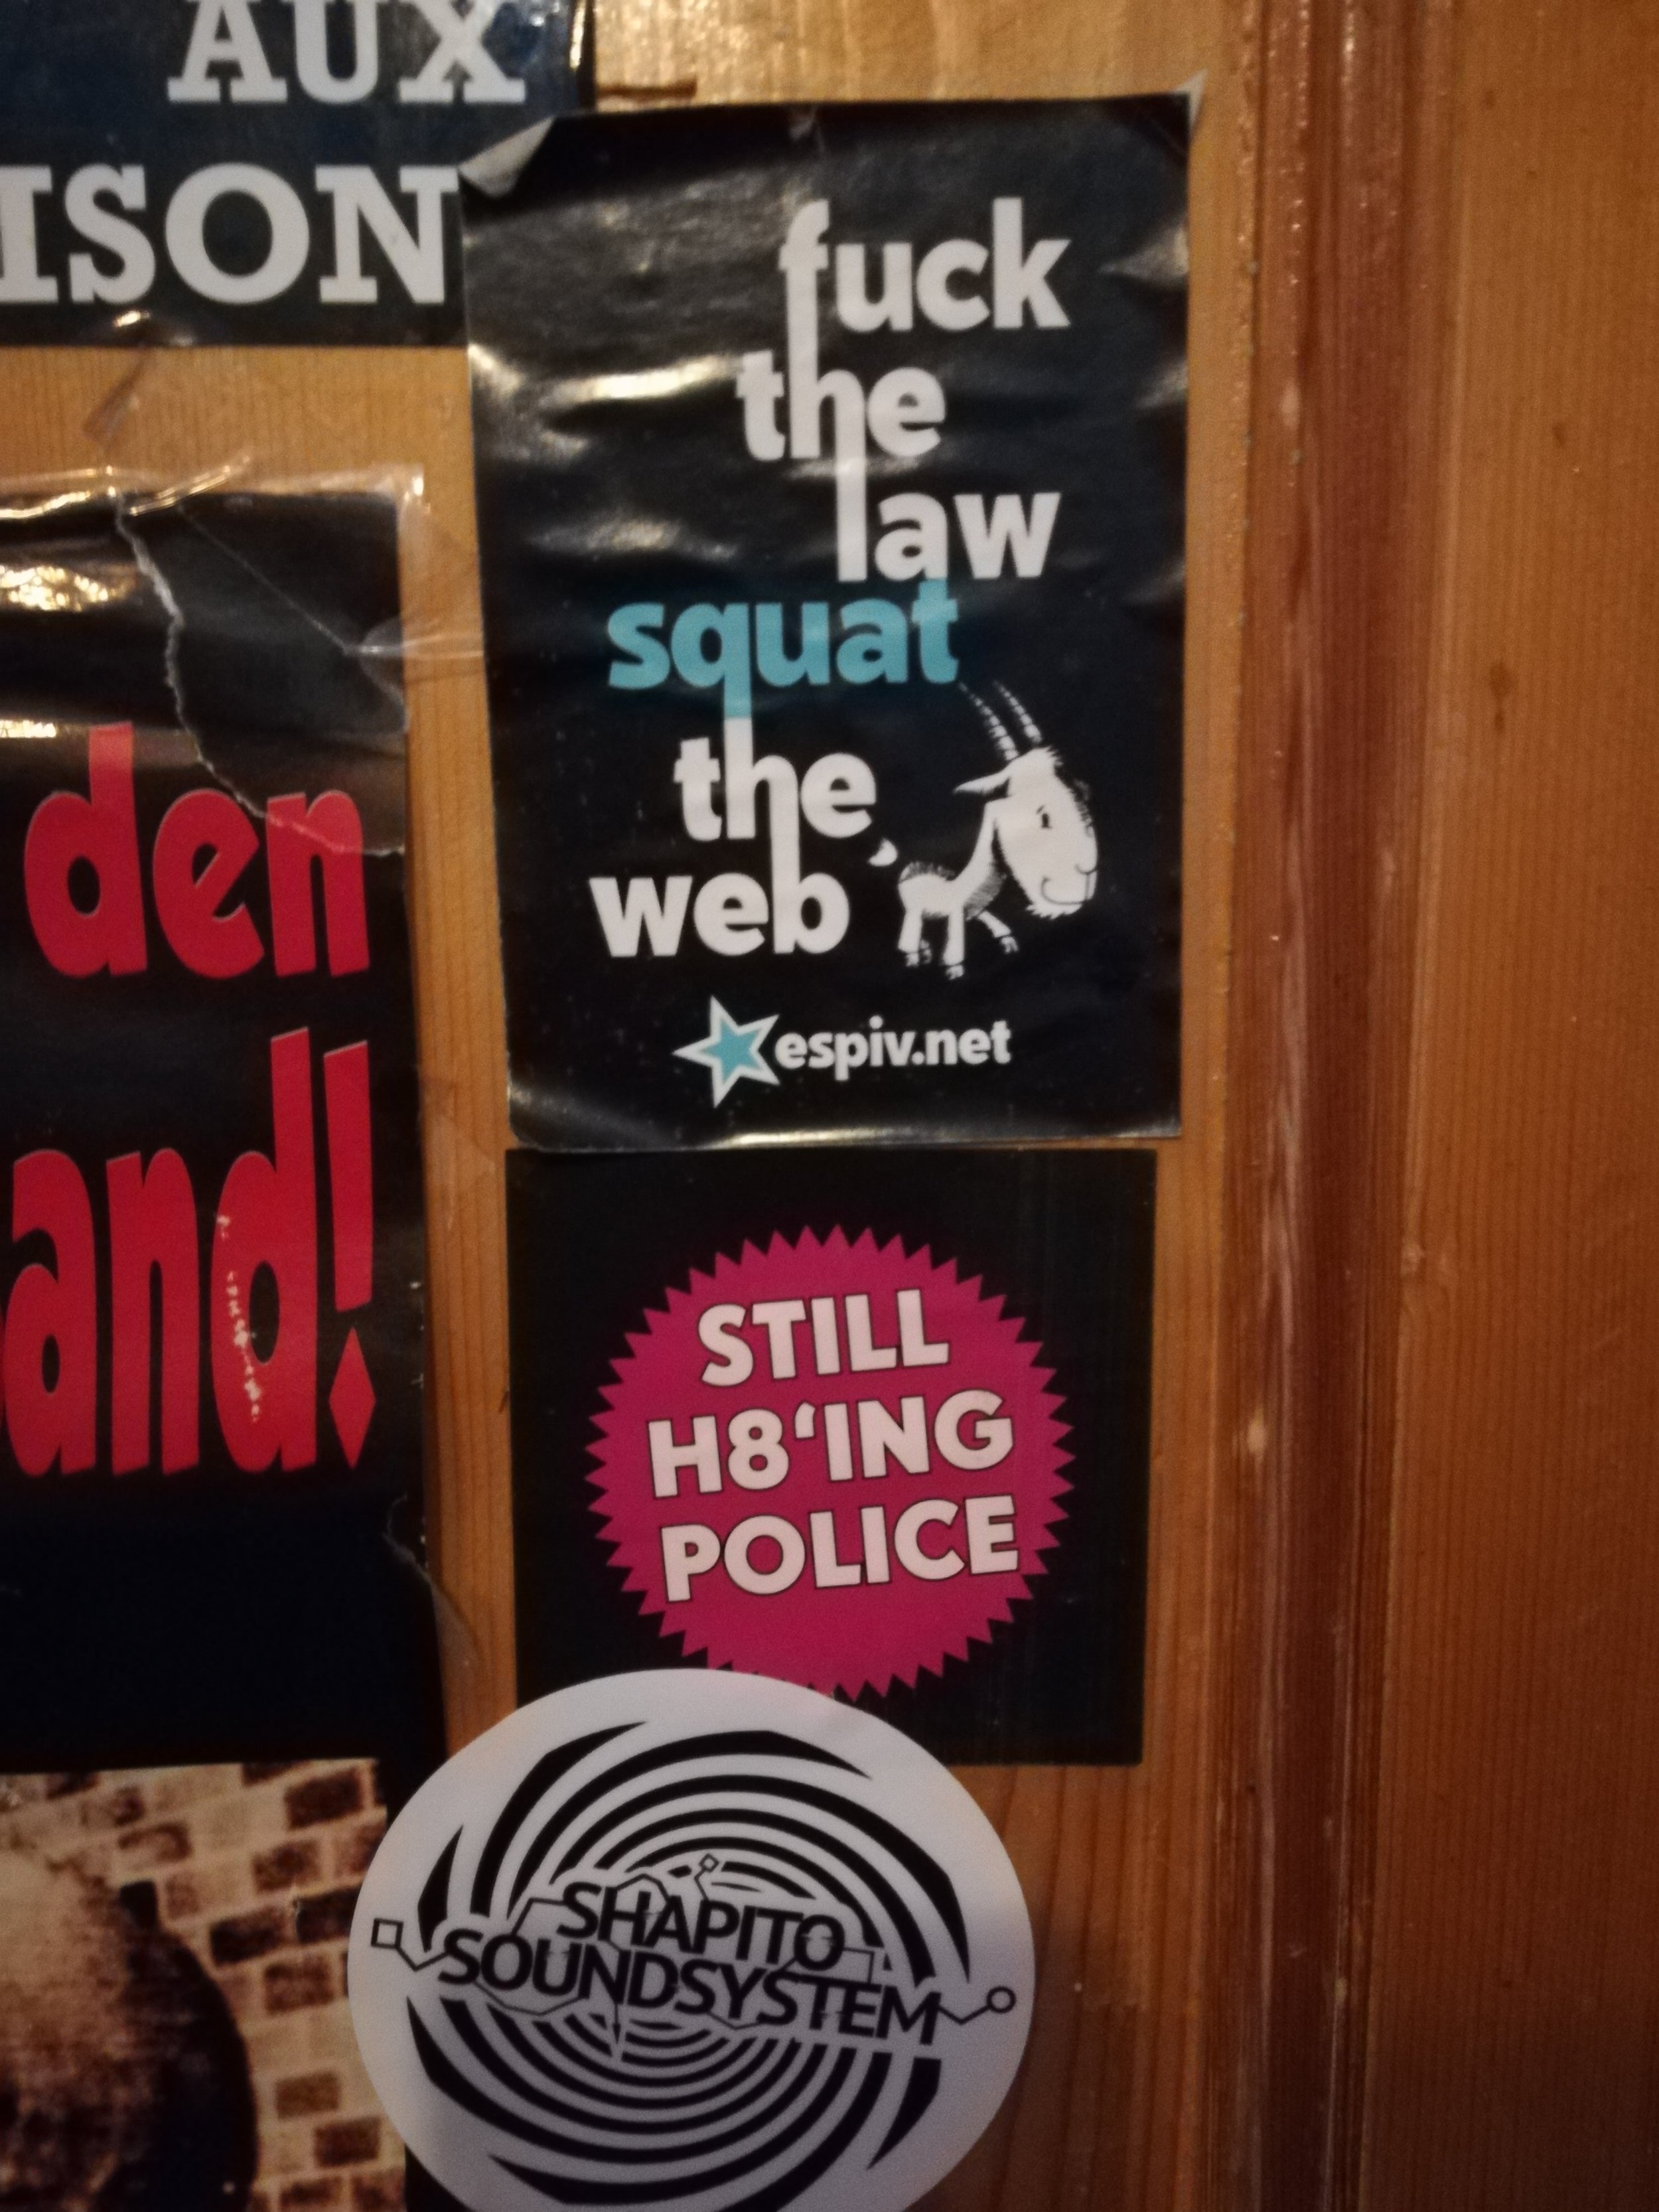 AUX
ISON
fuck
the
law
squat
the
web
espiv.net
den
and!
STILL
H8‘ING
POLICE
SHAPITO
SOUNDSYSTEM